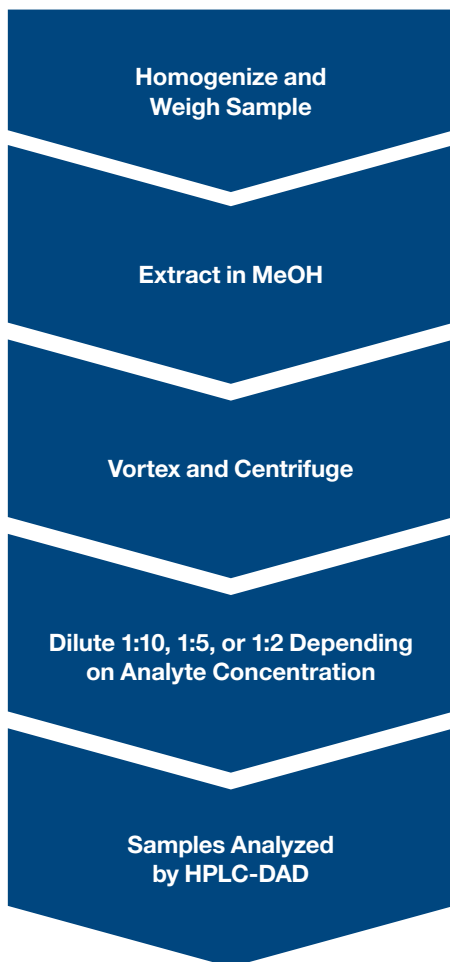 Homogenize and
Weigh Sample
Extract in MeOH
Vortex and Centrifuge
Dilute 1:10, 1:5, or 1:2 Depending
on Analyte Concentration
Samples Analyzed
by HPLC-DAD